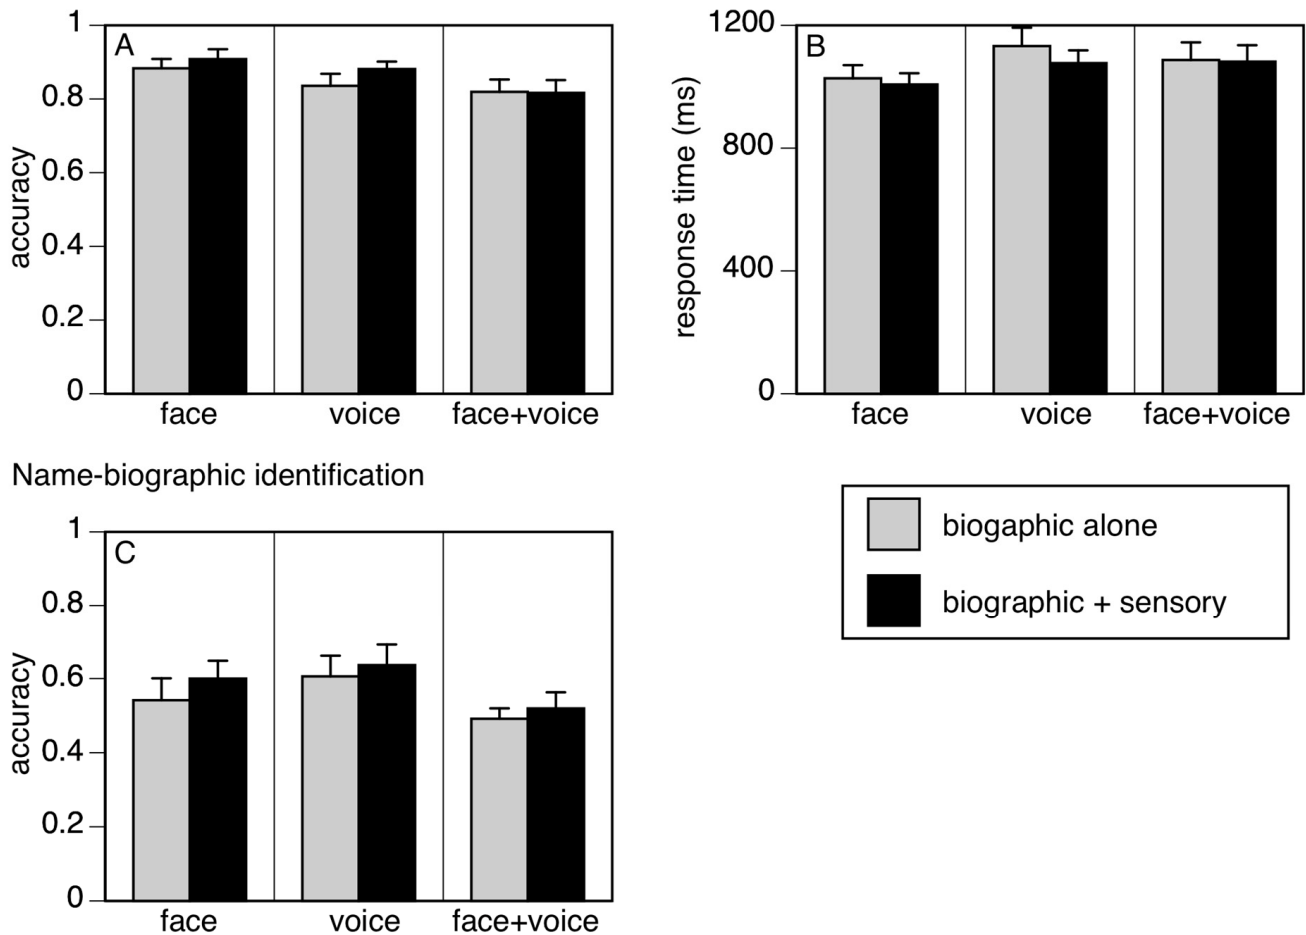 A
1
0.8
0.6
0.4
0.2
0
accuracy
face voice face+voice
B
1200
800
400
0
response time (ms)
face voice face+voice
Name-biographic identification
C
1
0.8
0.6
0.4
0.2
0
accuracy
face voice face+voice
biogaphic alone
biographic + sensory